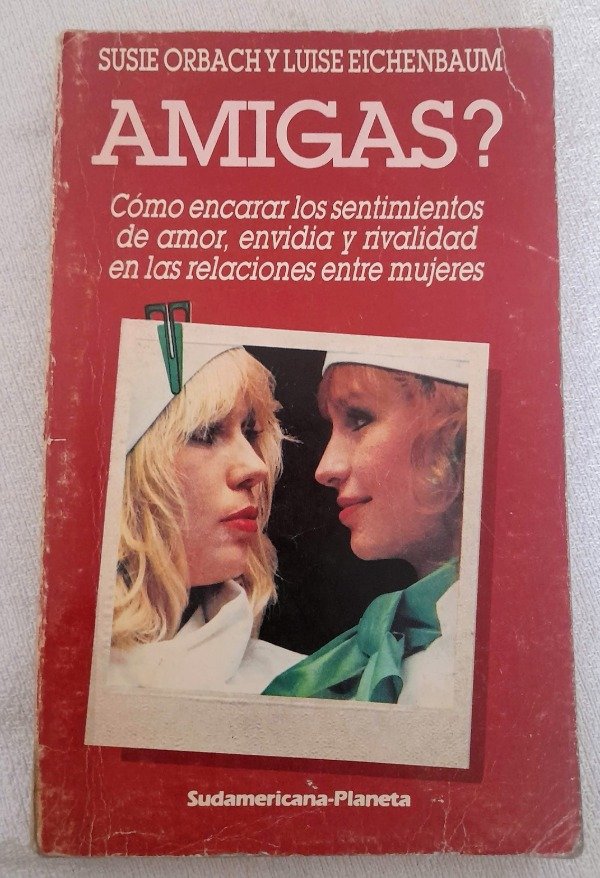 SUSIE ORBACH Y LUISE EICHENBAUM
AMIGAS?
Cómo encarar los sentimientos
de amor, envidia y rivalidad
en las relaciones entre mujeres
Sudamericana-Planeta